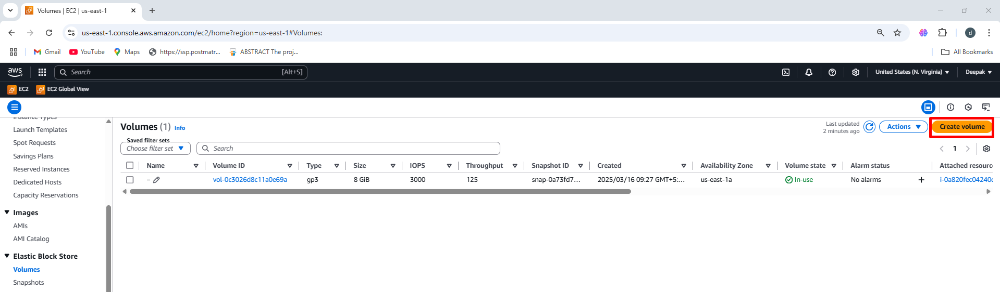 Volumes | EC2 | us-east-1
us-east-1.console.aws.amazon.com/ec2/home?region=us-east-1#Volumes:
d
Gmail YouTube Maps https://ssp.postmatr... ABSTRACT The proj... All Bookmarks
aws Search [Alt+S] United States (N. Virginia) Deepak
EC2 EC2 Global View
Instance Types
Launch Templates
Spot Requests
Savings Plans
Reserved Instances
Dedicated Hosts
Capacity Reservations
Images
AMIs
AMI Catalog
Elastic Block Store
Volumes
Snapshots
Volumes (1) Info
Last updated
2 minutes ago
Actions Create volume
Saved filter sets
Choose filter set Search 1
Name Volume ID Type Size IOPS Throughput Snapshot ID Created Availability Zone Volume state Alarm status Attached resourc
– vol-0c3026d8c11a0e69a gp3 8 GiB 3000 125 snap-0a73fd7... 2025/03/16 09:27 GMT+5:... us-east-1a In-use No alarms + i-0a820fec04240c